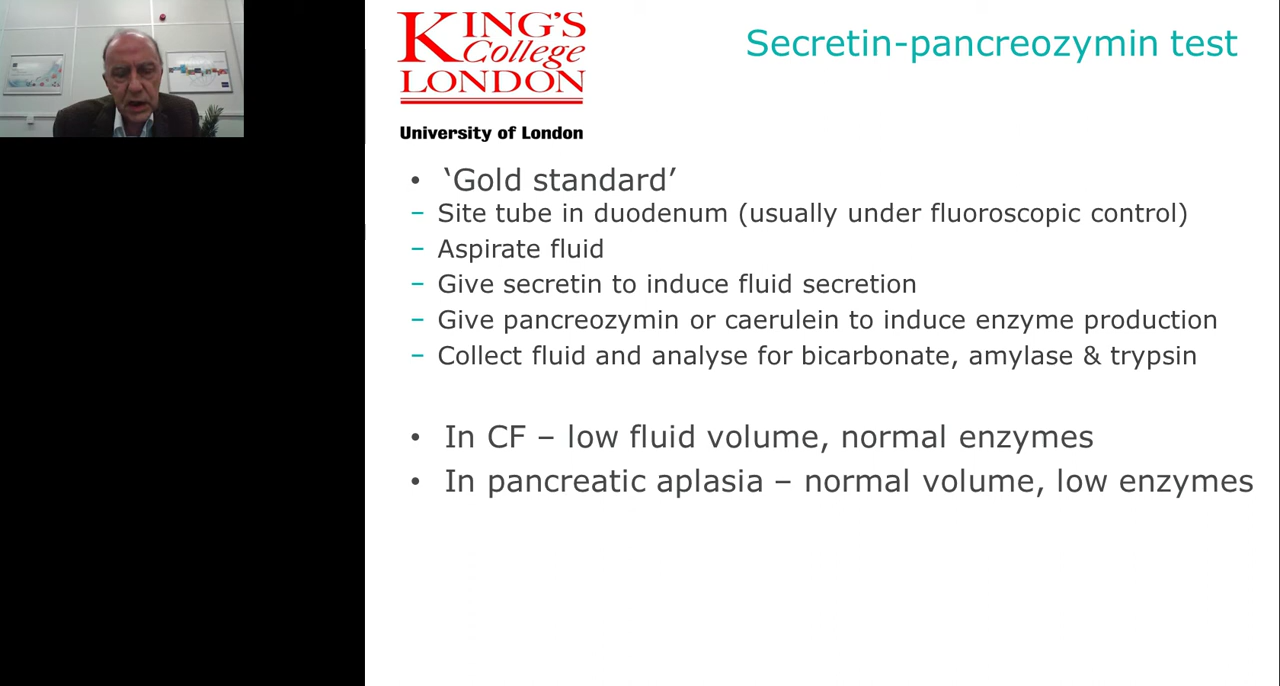 KING'S
College
LONDON
University of London
Secretin-pancreozymin test
• ‘Gold standard’
– Site tube in duodenum (usually under fluoroscopic control)
– Aspirate fluid
– Give secretin to induce fluid secretion
– Give pancreozymin or caerulein to induce enzyme production
– Collect fluid and analyse for bicarbonate, amylase & trypsin
• In CF – low fluid volume, normal enzymes
• In pancreatic aplasia – normal volume, low enzymes